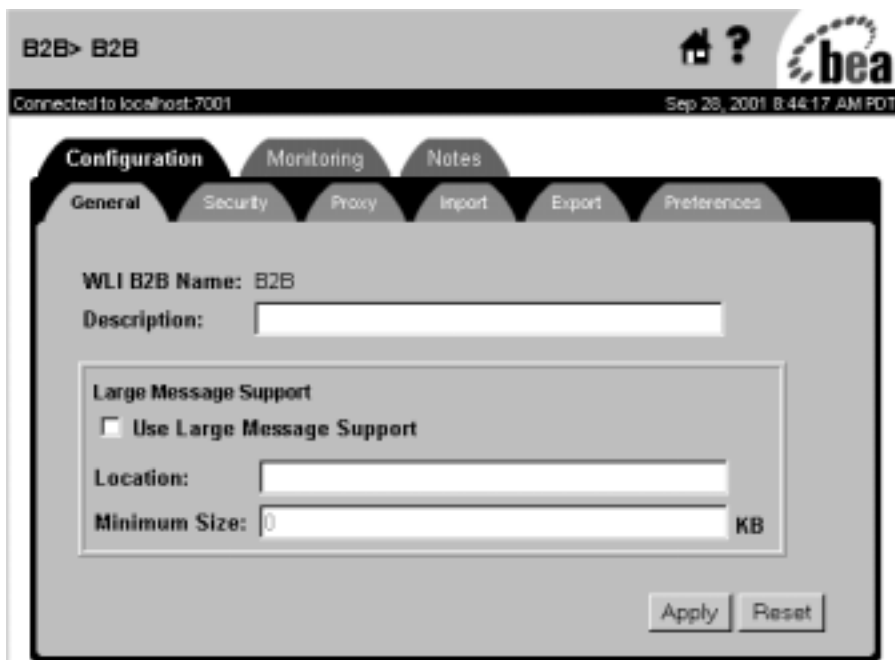 B2B> B2B
?
bea
Connected to localhost:7001 Sep 28, 2001 8:44:17 AM PDT
Configuration Monitoring Notes
General Security Proxy Import Export Preferences
WLI B2B Name: B2B
Description:
Large Message Support
Use Large Message Support
Location:
Minimum Size: 0 KB
Apply Reset